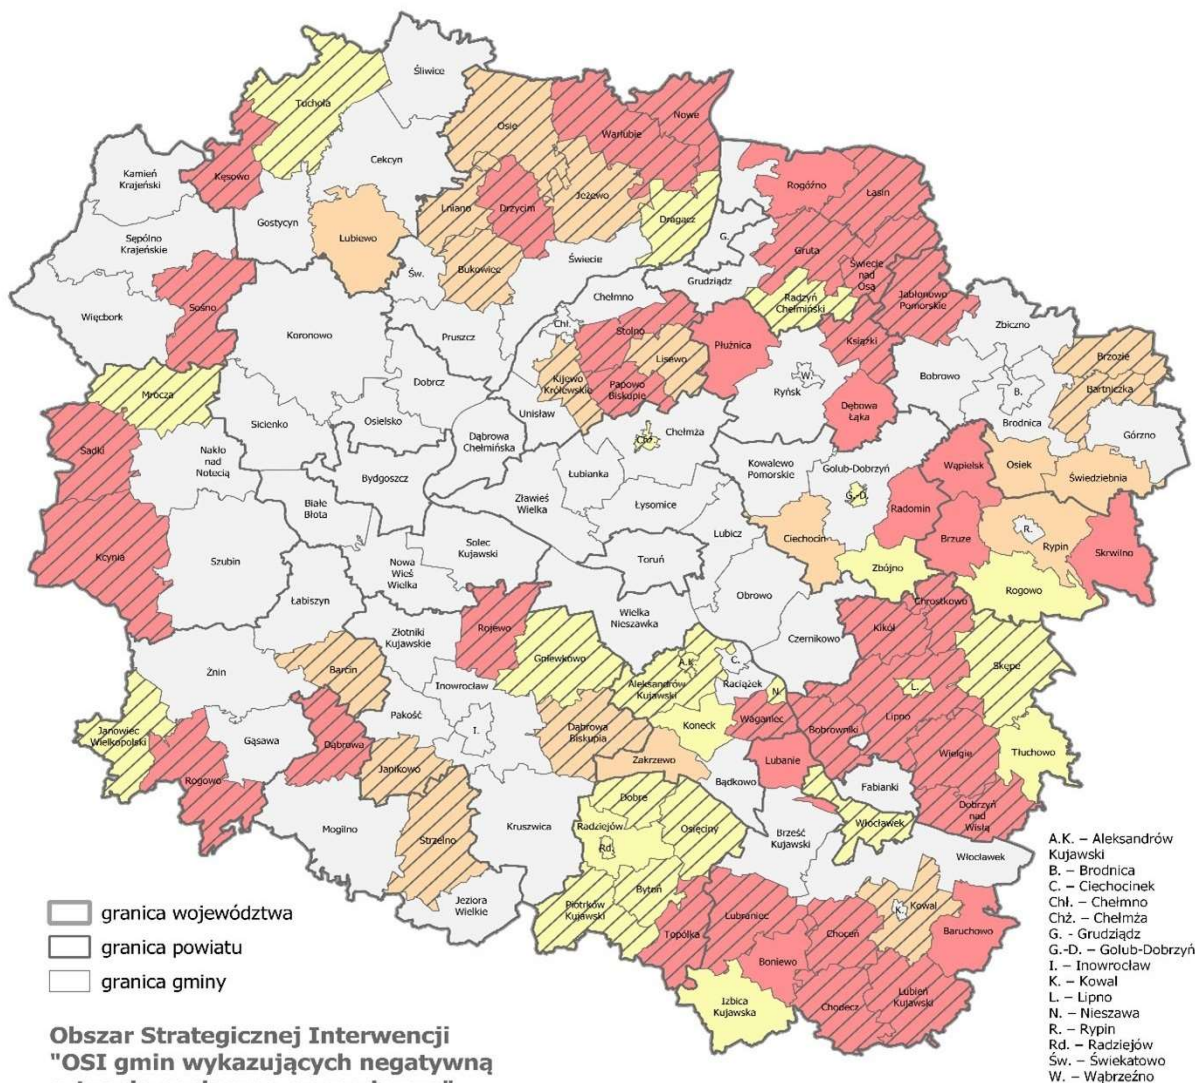 Śliwice
Tuchola
Osie
Warlubie
Nowe
Cekcyn
Kamień
Krajeński
Kęsowo
Rogóźno
Łasin
Lniano
Drzycim
Jeżewo
Dragacz
Gostycyn
Lubiewo
G.
Sępólno
Krajeńskie
Św.
Bukowiec
Świecie
Gruta
Świecie
nad
Osą
Grudziądz
Jabłonowo
Pomorskie
Sośno
Radzyń
Chełmiński
Chełmno
Więcbork
Koronowo
Pruszcz
Chł.
Stolno
Płużnica
Książki
Zbiczno
Lisewo
Brzozie
Kijewo
Królewskie
Papowo
Biskupie
W.
Ryńsk
Bobrowo
B.
Bartniczka
Mrocza
Dobrcz
Dębowa
Łąka
Brodnica
Górzno
Sicienko
Osielsko
Unisław
Dąbrowa
Chełmińska
Chż.
Chełmża
Sadki
Nakło
nad
Notecią
Kowalewo
Pomorskie
Golub-Dobrzyń
Wąpielsk
Osiek
Świedziebnia
Bydgoszcz
Łubianka
G.-D.
Białe
Błota
Zławieś
Wielka
Łysomice
Radomin
R.
Rypin
Kcynia
Szubin
Solec
Kujawski
Lubicz
Ciechocin
Brzuze
Skrwilno
Nowa
Wieś
Wielka
Toruń
Zbójno
Rogowo
Łabiszyn
Obrowo
Chrostkowo
Rojewo
Wielka
Nieszawka
Kikół
Złotniki
Kujawskie
Czernikowo
Żnin
Barcin
Gniewkowo
A.K.
C.
Skępe
Inowrocław
Aleksandrów
Kujawski
Raciążek
N.
L.
Pakość
Janowiec
Wielkopolski
Gąsawa
Dąbrowa
I.
Dąbrowa
Biskupia
Koneck
Waganiec
Bobrowniki
Lipno
Wielgie
Tłuchowo
Rogowo
Janikowo
Zakrzewo
Lubanie
Bądkowo
Fabianki
Dobrzyń
nad
Wisłą
Dobre
Mogilno
Strzelno
Kruszwica
Radziejów
Rd.
Osięciny
Brześć
Kujawski
Włocławek
Włocławek
Jeziora
Wielkie
Piotrków
Kujawski
Bytoń
Topólka
Lubraniec
Choceń
K.
Kowal
Baruchowo
Boniewo
Izbica
Kujawska
Chodecz
Lubień
Kujawski
granica województwa
granica powiatu
granica gminy
Obszar Strategicznej Interwencji
"OSI gmin wykazujących negatywną
A.K. – Aleksandrów
Kujawski
B. – Brodnica
C. – Ciechocinek
Chł. – Chełmno
Chż. – Chełmża
G. - Grudziądz
G.-D. – Golub-Dobrzyń
I. – Inowrocław
K. – Kowal
L. – Lipno
N. – Nieszawa
R. – Rypin
Rd. – Radziejów
Św. – Świekatowo
W. – Wąbrzeźno